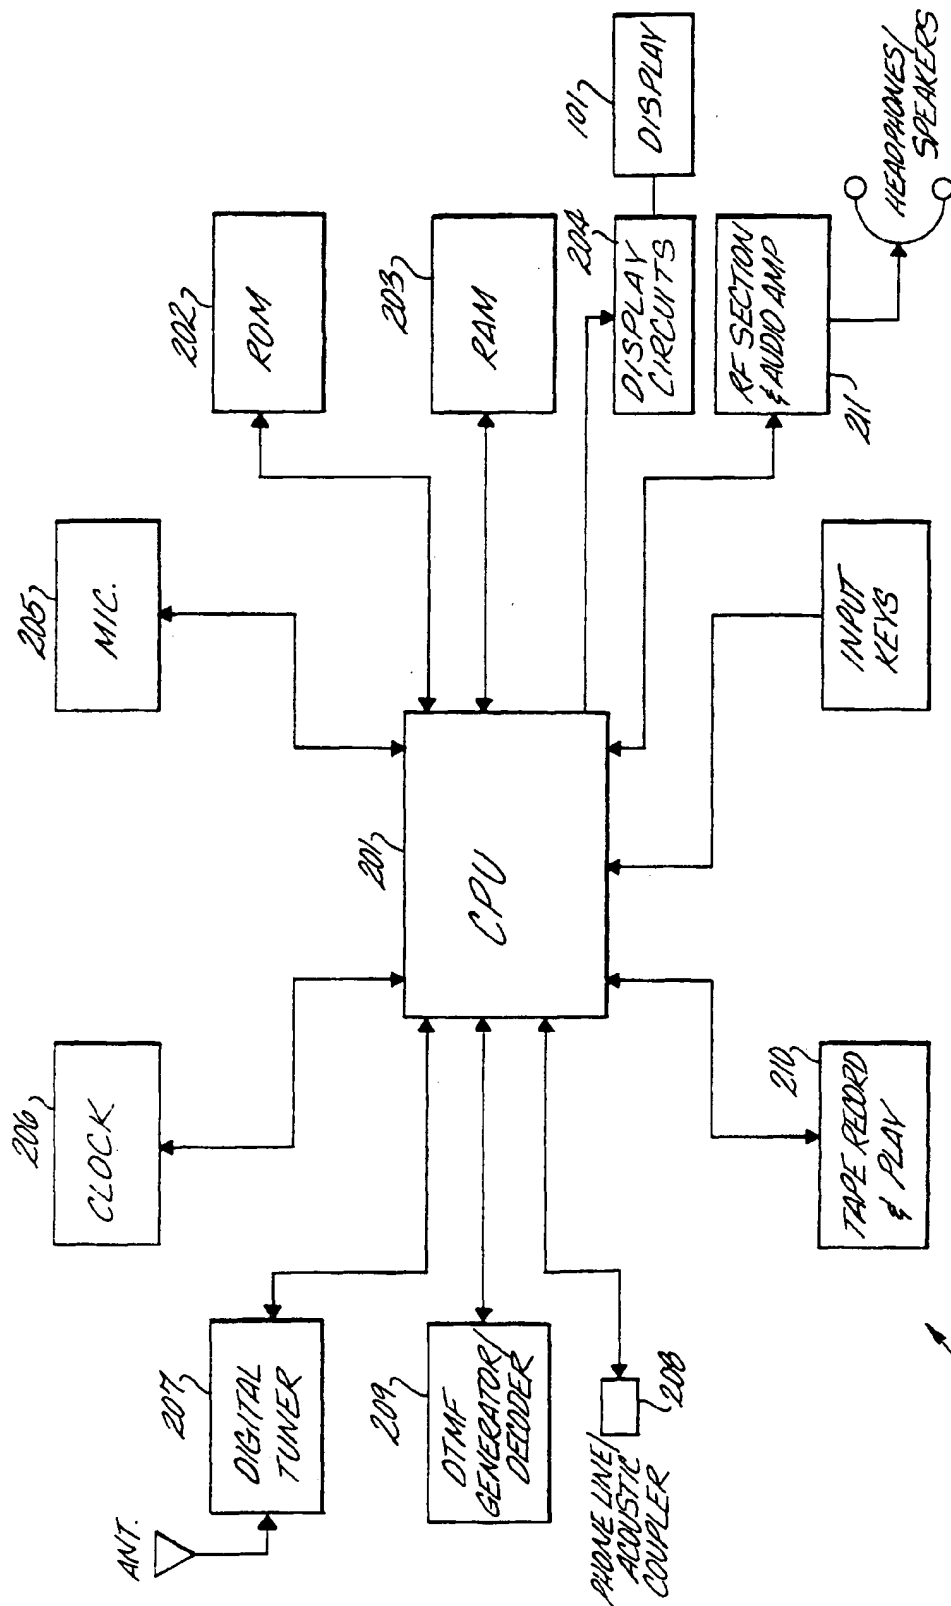 ANT.
207
DIGITAL
TUNER
206
CLOCK
205
MIC.
202
ROM
209
DTMF
GENERATOR/
DECODER
201
CPU
203
RAM
PHONE LINE/
ACOUSTIC
COUPLER
208
204
DISPLAY
CIRCUITS
101
DISPLAY
210
TAPE RECORD
& PLAY
INPUT
KEYS
RF SECTION
& AUDIO AMP
211
HEADPHONES/
SPEAKERS